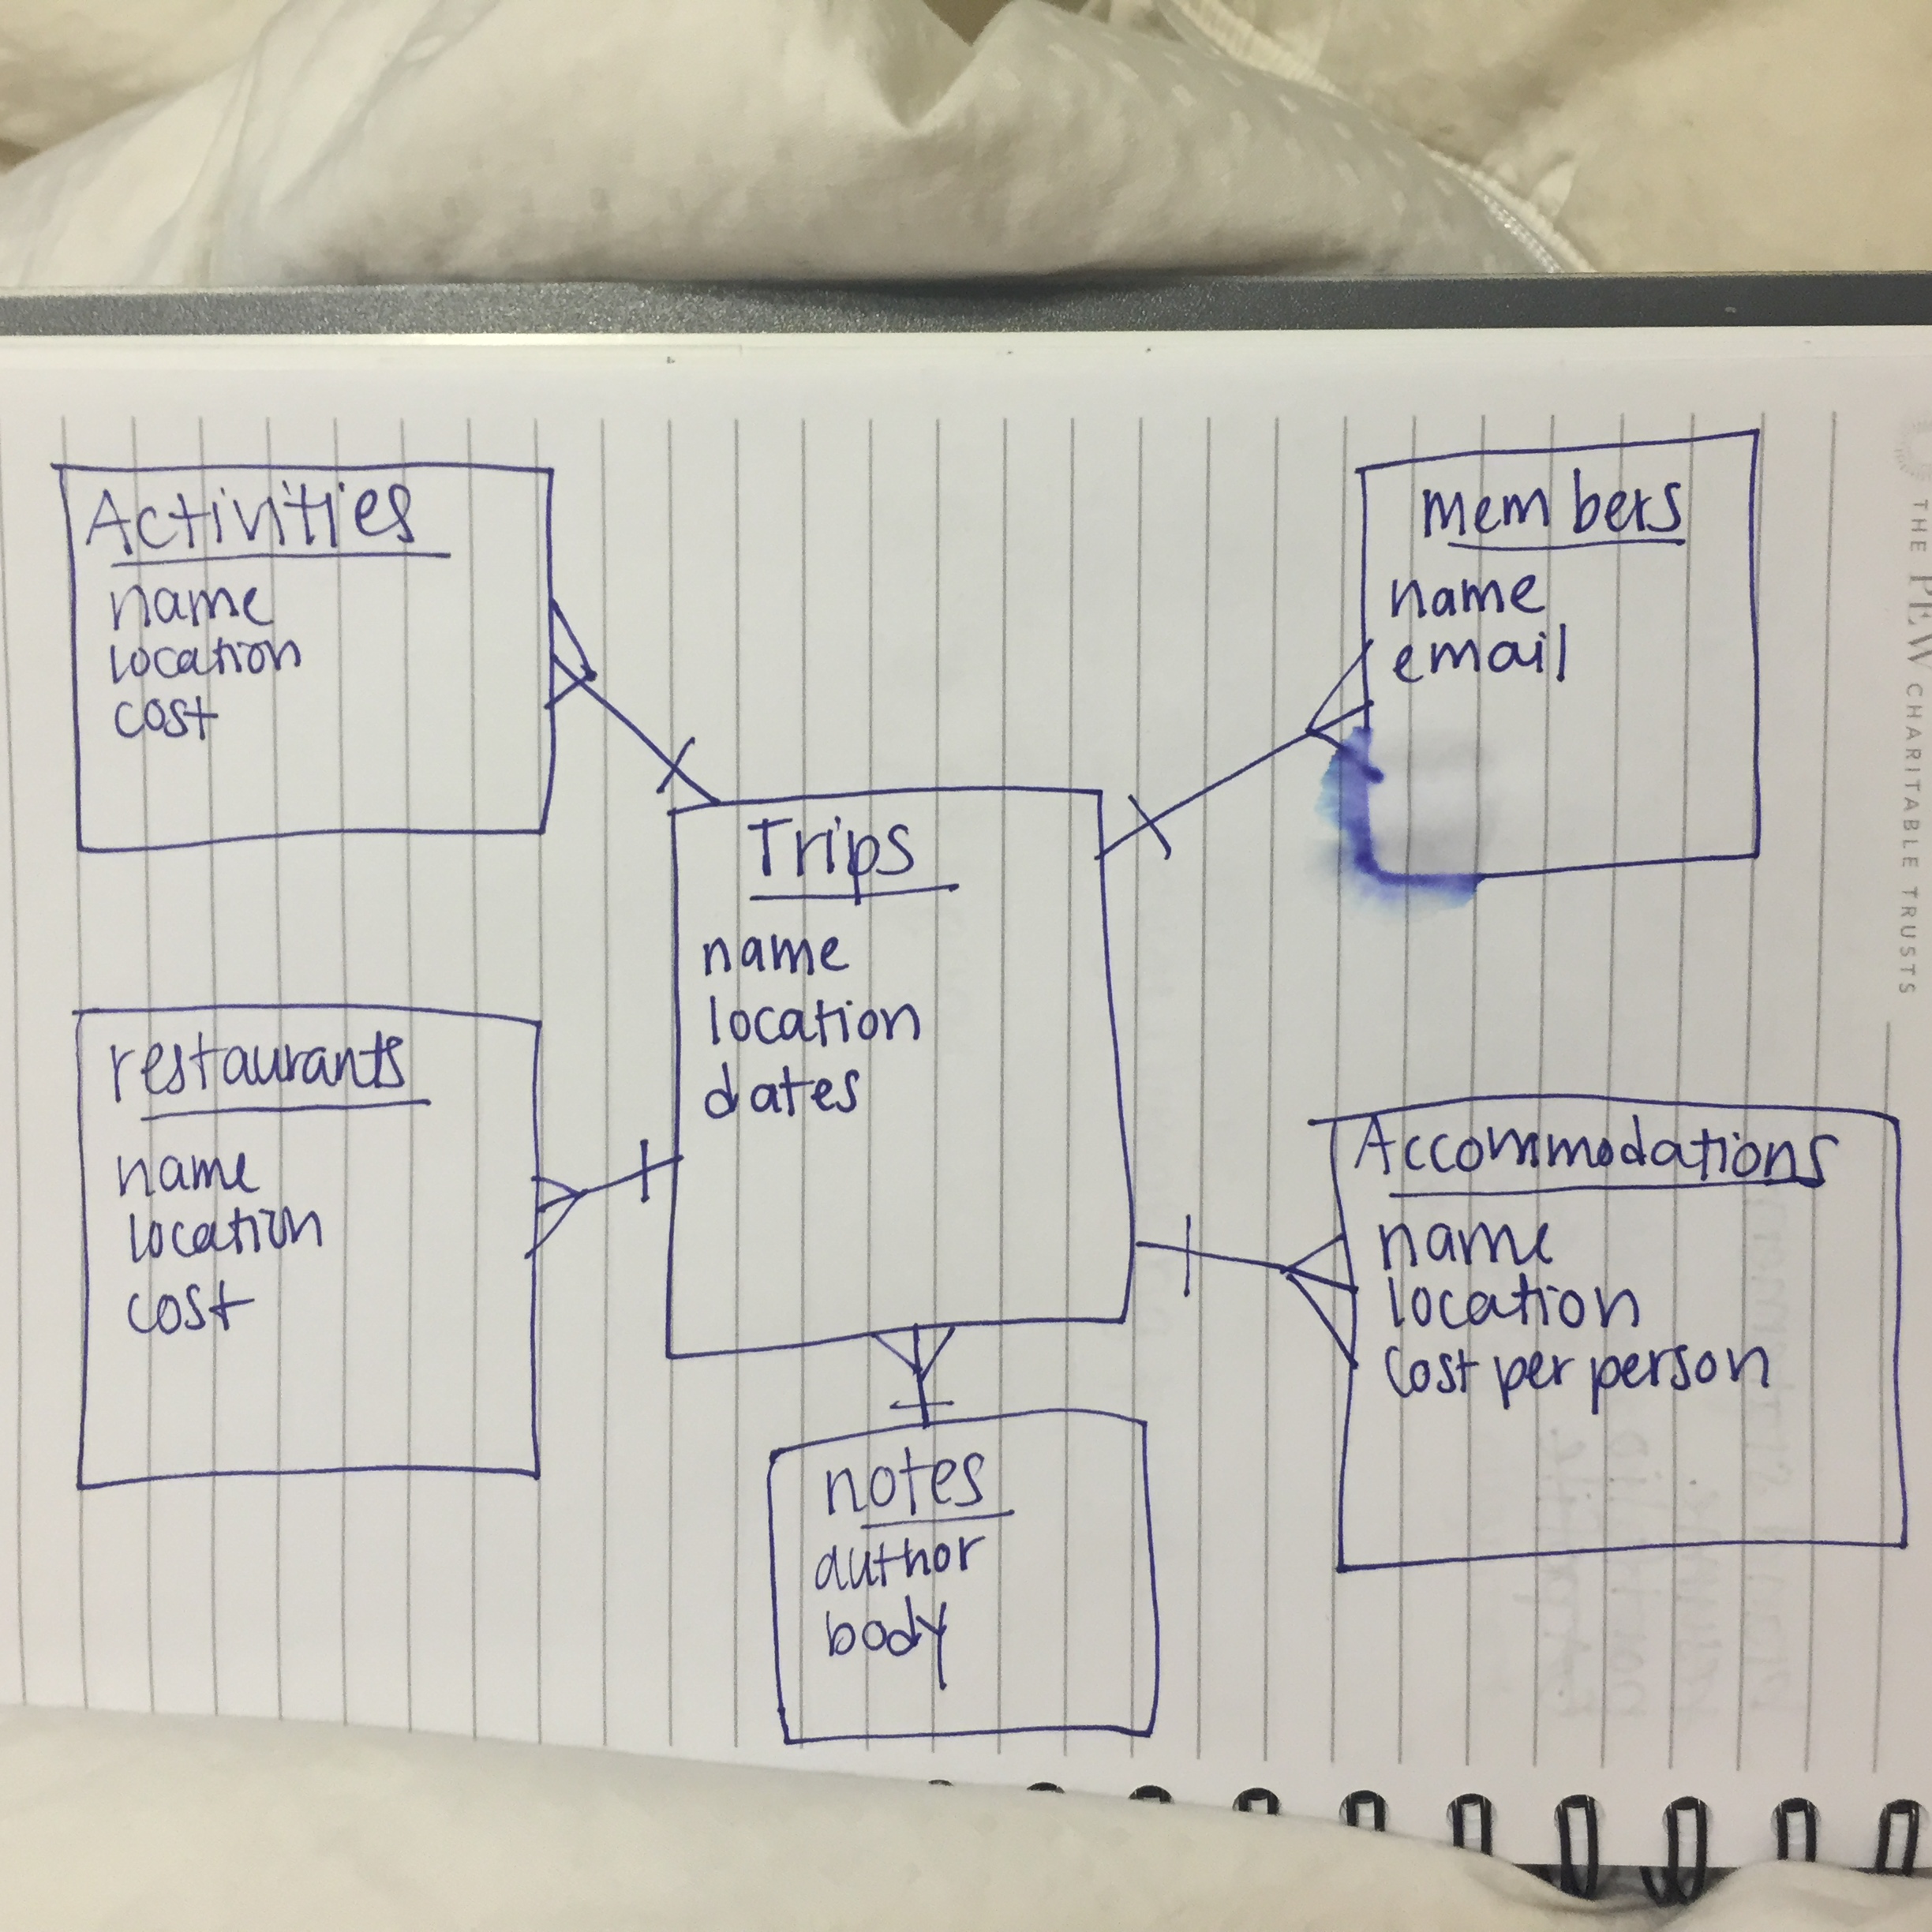 Activities
name
location
cost
members
name
email
Trips
name
location
dates
restaurants
name
location
cost
Accommodations
name
location
cost per person
notes
author
body
THE PEW CHARITABLE TRUSTS